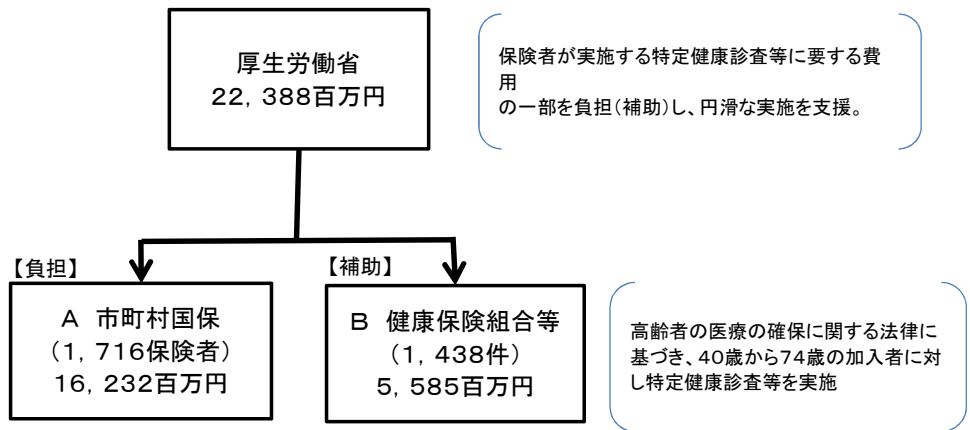 厚生労働省
22,388百万円
保険者が実施する特定健康診査等に要する費
用
の一部を負担(補助)し、円滑な実施を支援。
【負担】
【補助】
A 市町村国保
(1,716保険者)
16,232百万円
B 健康保険組合等
(1,438件)
5,585百万円
高齢者の医療の確保に関する法律に
基づき、40歳から74歳の加入者に対
し特定健康診査等を実施